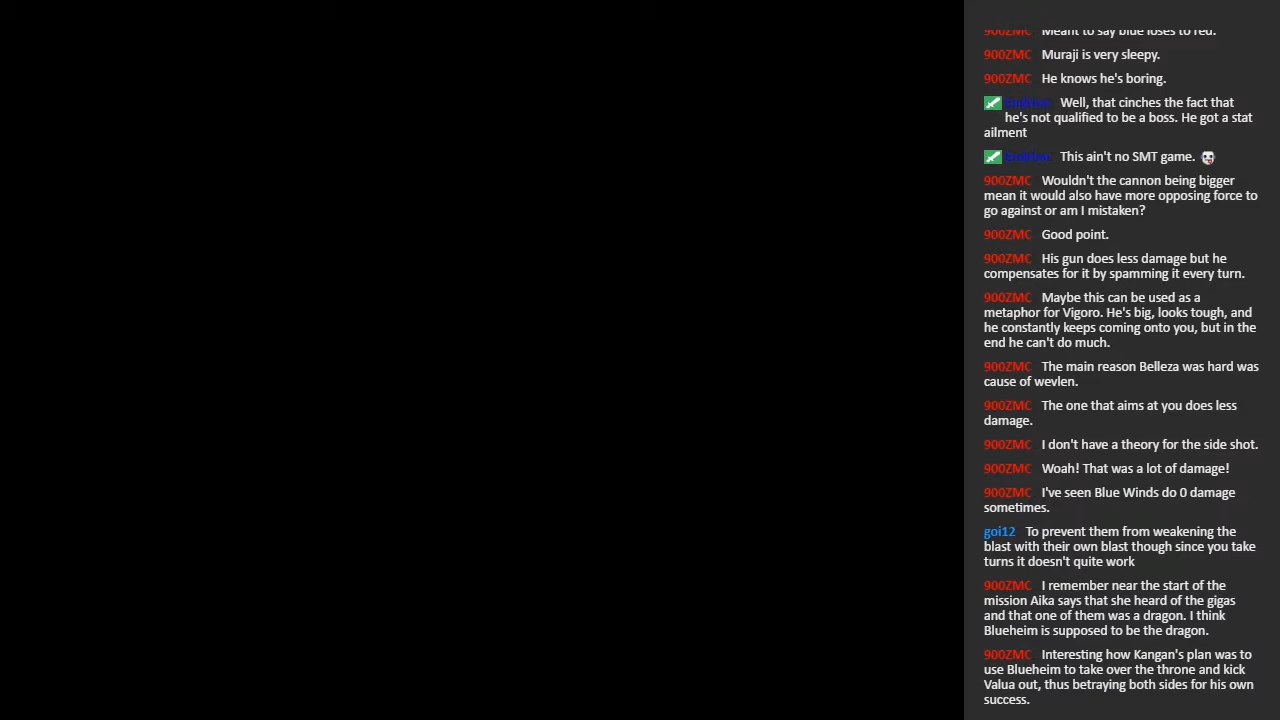 900ZMC Meant to say blue loses to red.
900ZMC Muraji is very sleepy.
900ZMC He knows he's boring.
Well, that cinches the fact that
he's not qualified to be a boss. He got a stat
ailment
This ain't no SMT game.
900ZMC Wouldn't the cannon being bigger
mean it would also have more opposing force to
go against or am I mistaken?
900ZMC Good point.
900ZMC His gun does less damage but he
compensates for it by spamming it every turn.
900ZMC Maybe this can be used as a
metaphor for Vigoro. He's big, looks tough, and
he constantly keeps coming onto you, but in the
end he can't do much.
900ZMC The main reason Belleza was hard was
cause of wevlen.
900ZMC The one that aims at you does less
damage.
900ZMC I don't have a theory for the side shot.
900ZMC Woah! That was a lot of damage!
900ZMC I've seen Blue Winds do 0 damage
sometimes.
goi12 To prevent them from weakening the
blast with their own blast though since you take
turns it doesn't quite work
900ZMC I remember near the start of the
mission Aika says that she heard of the gigas
and that one of them was a dragon. I think
Blueheim is supposed to be the dragon.
900ZMC Interesting how Kangan's plan was to
use Blueheim to take over the throne and kick
Valua out, thus betraying both sides for his own
success.